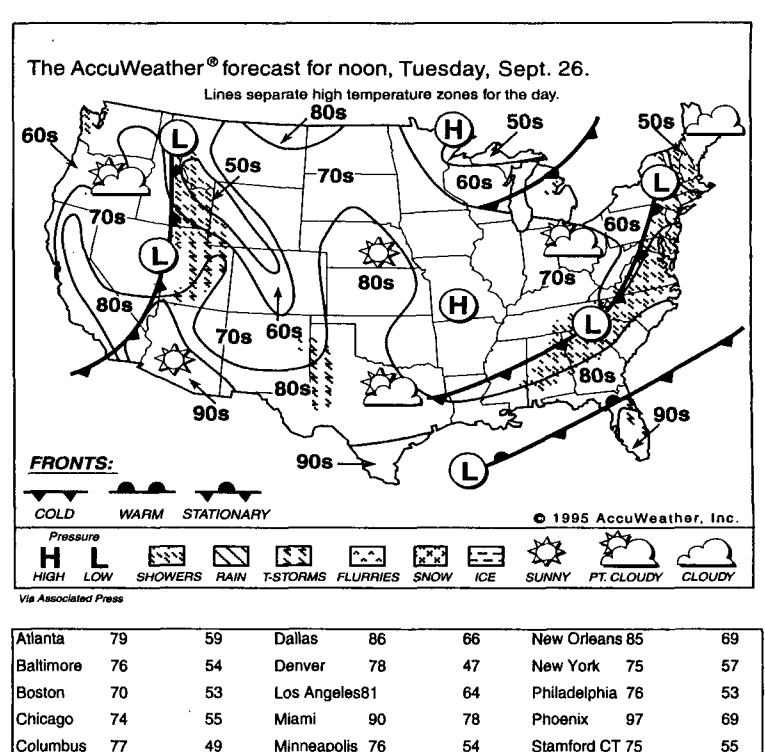 The AccuWeather® forecast for noon, Tuesday, Sept. 26.
Lines separate high temperature zones for the day.
80s
60s
L
H
50s
50s
50s
70s
60s
L
70s
60s
L
80s
70s
80s
H
70s
60s
L
80s
80s
90s
90s
90s
L
FRONTS:
COLD WARM STATIONARY
© 1995 AccuWeather, Inc.
Pressure
H L
HIGH LOW SHOWERS RAIN T-STORMS FLURRIES SNOW ICE SUNNY PT. CLOUDY CLOUDY
Via Associated Press
Atlanta 79 59 Dallas 86 66 New Orleans 85 69
Baltimore 76 54 Denver 78 47 New York 75 57
Boston 70 53 Los Angeles81 64 Philadelphia 76 53
Chicago 74 55 Miami 90 78 Phoenix 97 69
Columbus 77 49 Minneapolis 76 54 Stamford CT 75 55